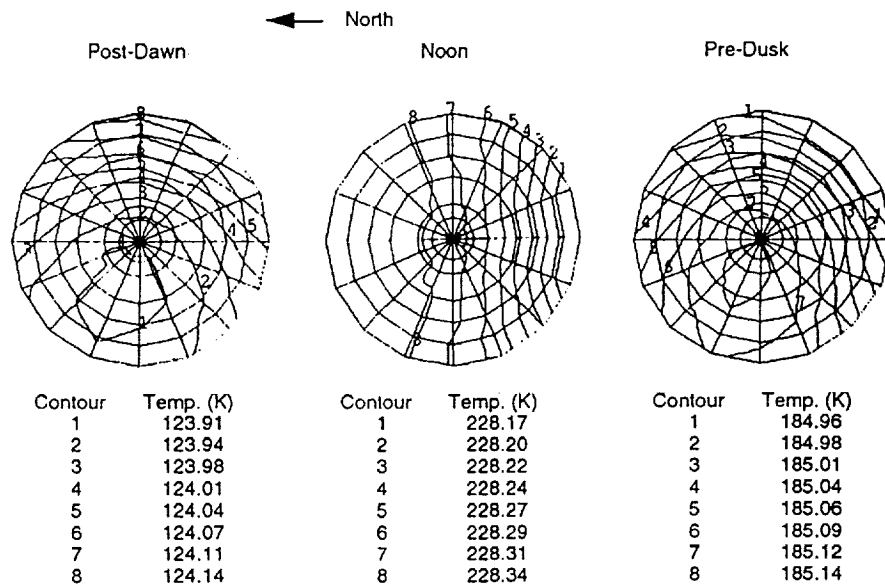 North
Post-Dawn Noon Pre-Dusk
Contour Temp. (K) Contour Temp. (K) Contour Temp. (K)
1 123.91 1 228.17 1 184.96
2 123.94 2 228.20 2 184.98
3 123.98 3 228.22 3 185.01
4 124.01 4 228.24 4 185.04
5 124.04 5 228.27 5 185.06
6 124.07 6 228.29 6 185.09
7 124.11 7 228.31 7 185.12
8 124.14 8 228.34 8 185.14